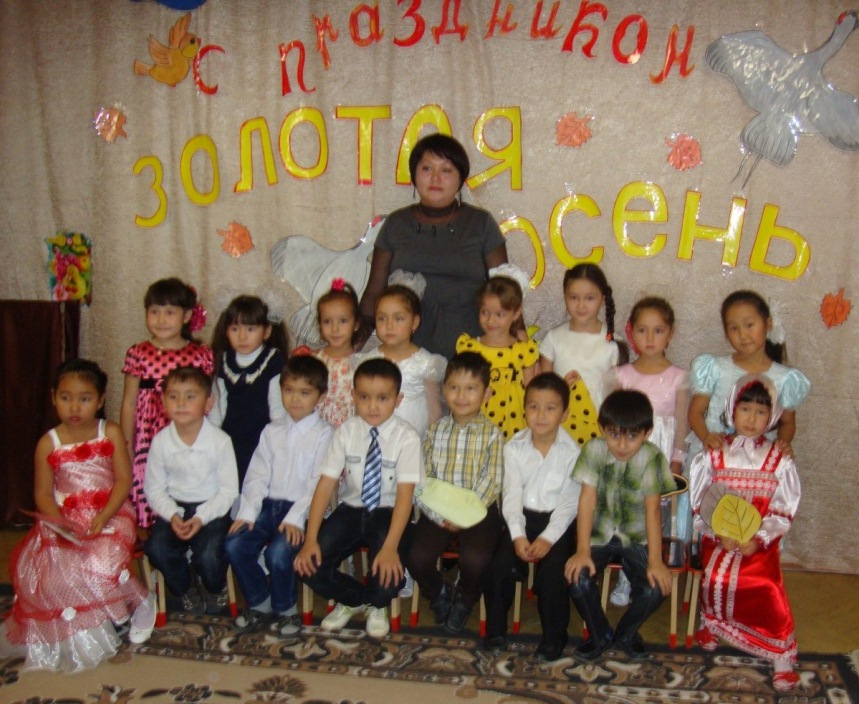 с праздником
золотая
осень